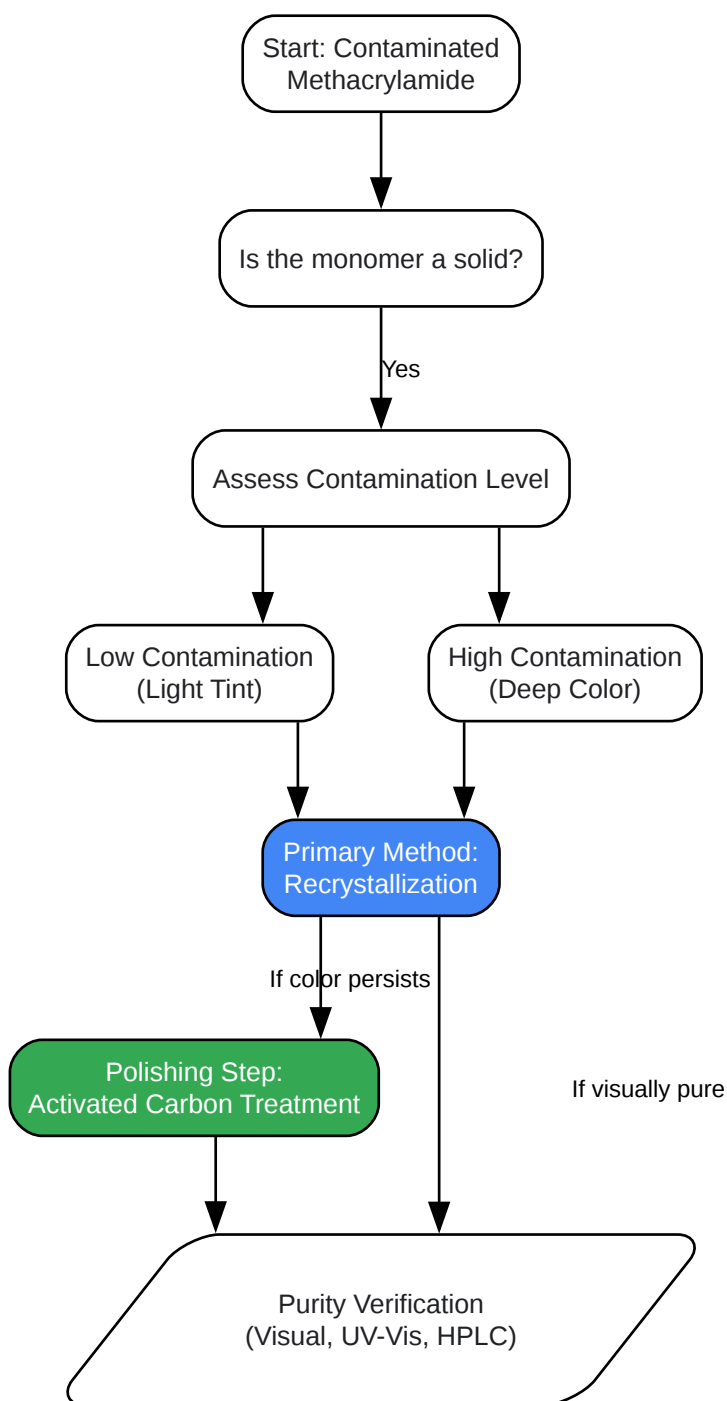 Start: Contaminated
Methacrylamide
Is the monomer a solid?
Yes
Assess Contamination Level
Low Contamination
(Light Tint)
High Contamination
(Deep Color)
Primary Method:
Recrystallization
If color persists
Polishing Step:
Activated Carbon Treatment
If visually pure
Purity Verification
(Visual, UV-Vis, HPLC)